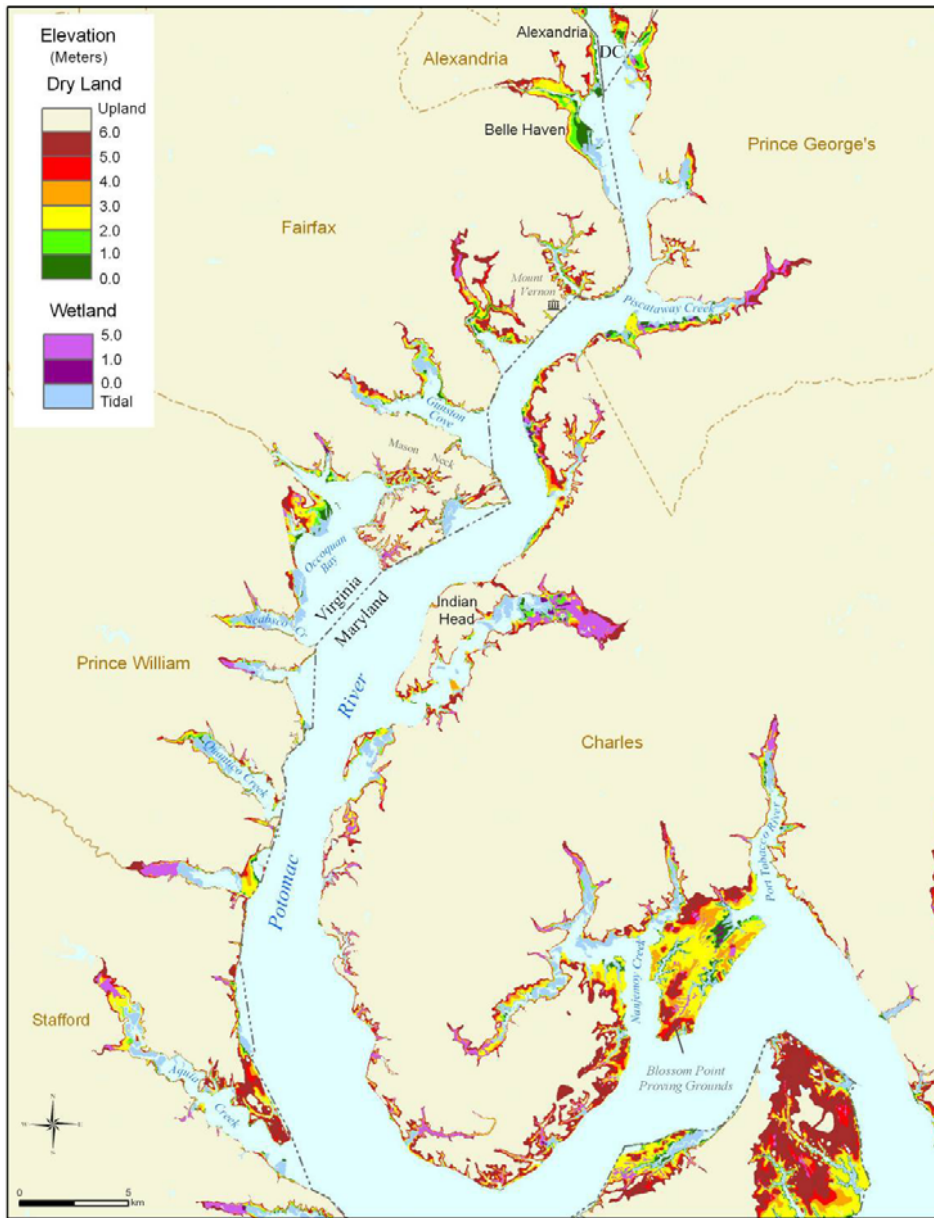 Elevation
(Meters)
Dry Land
Upland
6.0
5.0
4.0
3.0
2.0
1.0
0.0
Wetland
5.0
1.0
0.0
Tidal
Alexandria
DC
Alexandria
Belle Haven
Prince George's
Fairfax
Mount
Vernon
Piscataway Creek
Gunston
Cove
Mason Neck
Occoquan
Bay
Virginia
Maryland
Indian
Head
Neabsco Cr
Prince William
River
Charles
Quantico Creek
Port Tobacco River
Potomac
Nanjemoy Creek
Stafford
Aquia
Creek
Blossom Point
Proving Grounds
N
W
E
S
0
5
km